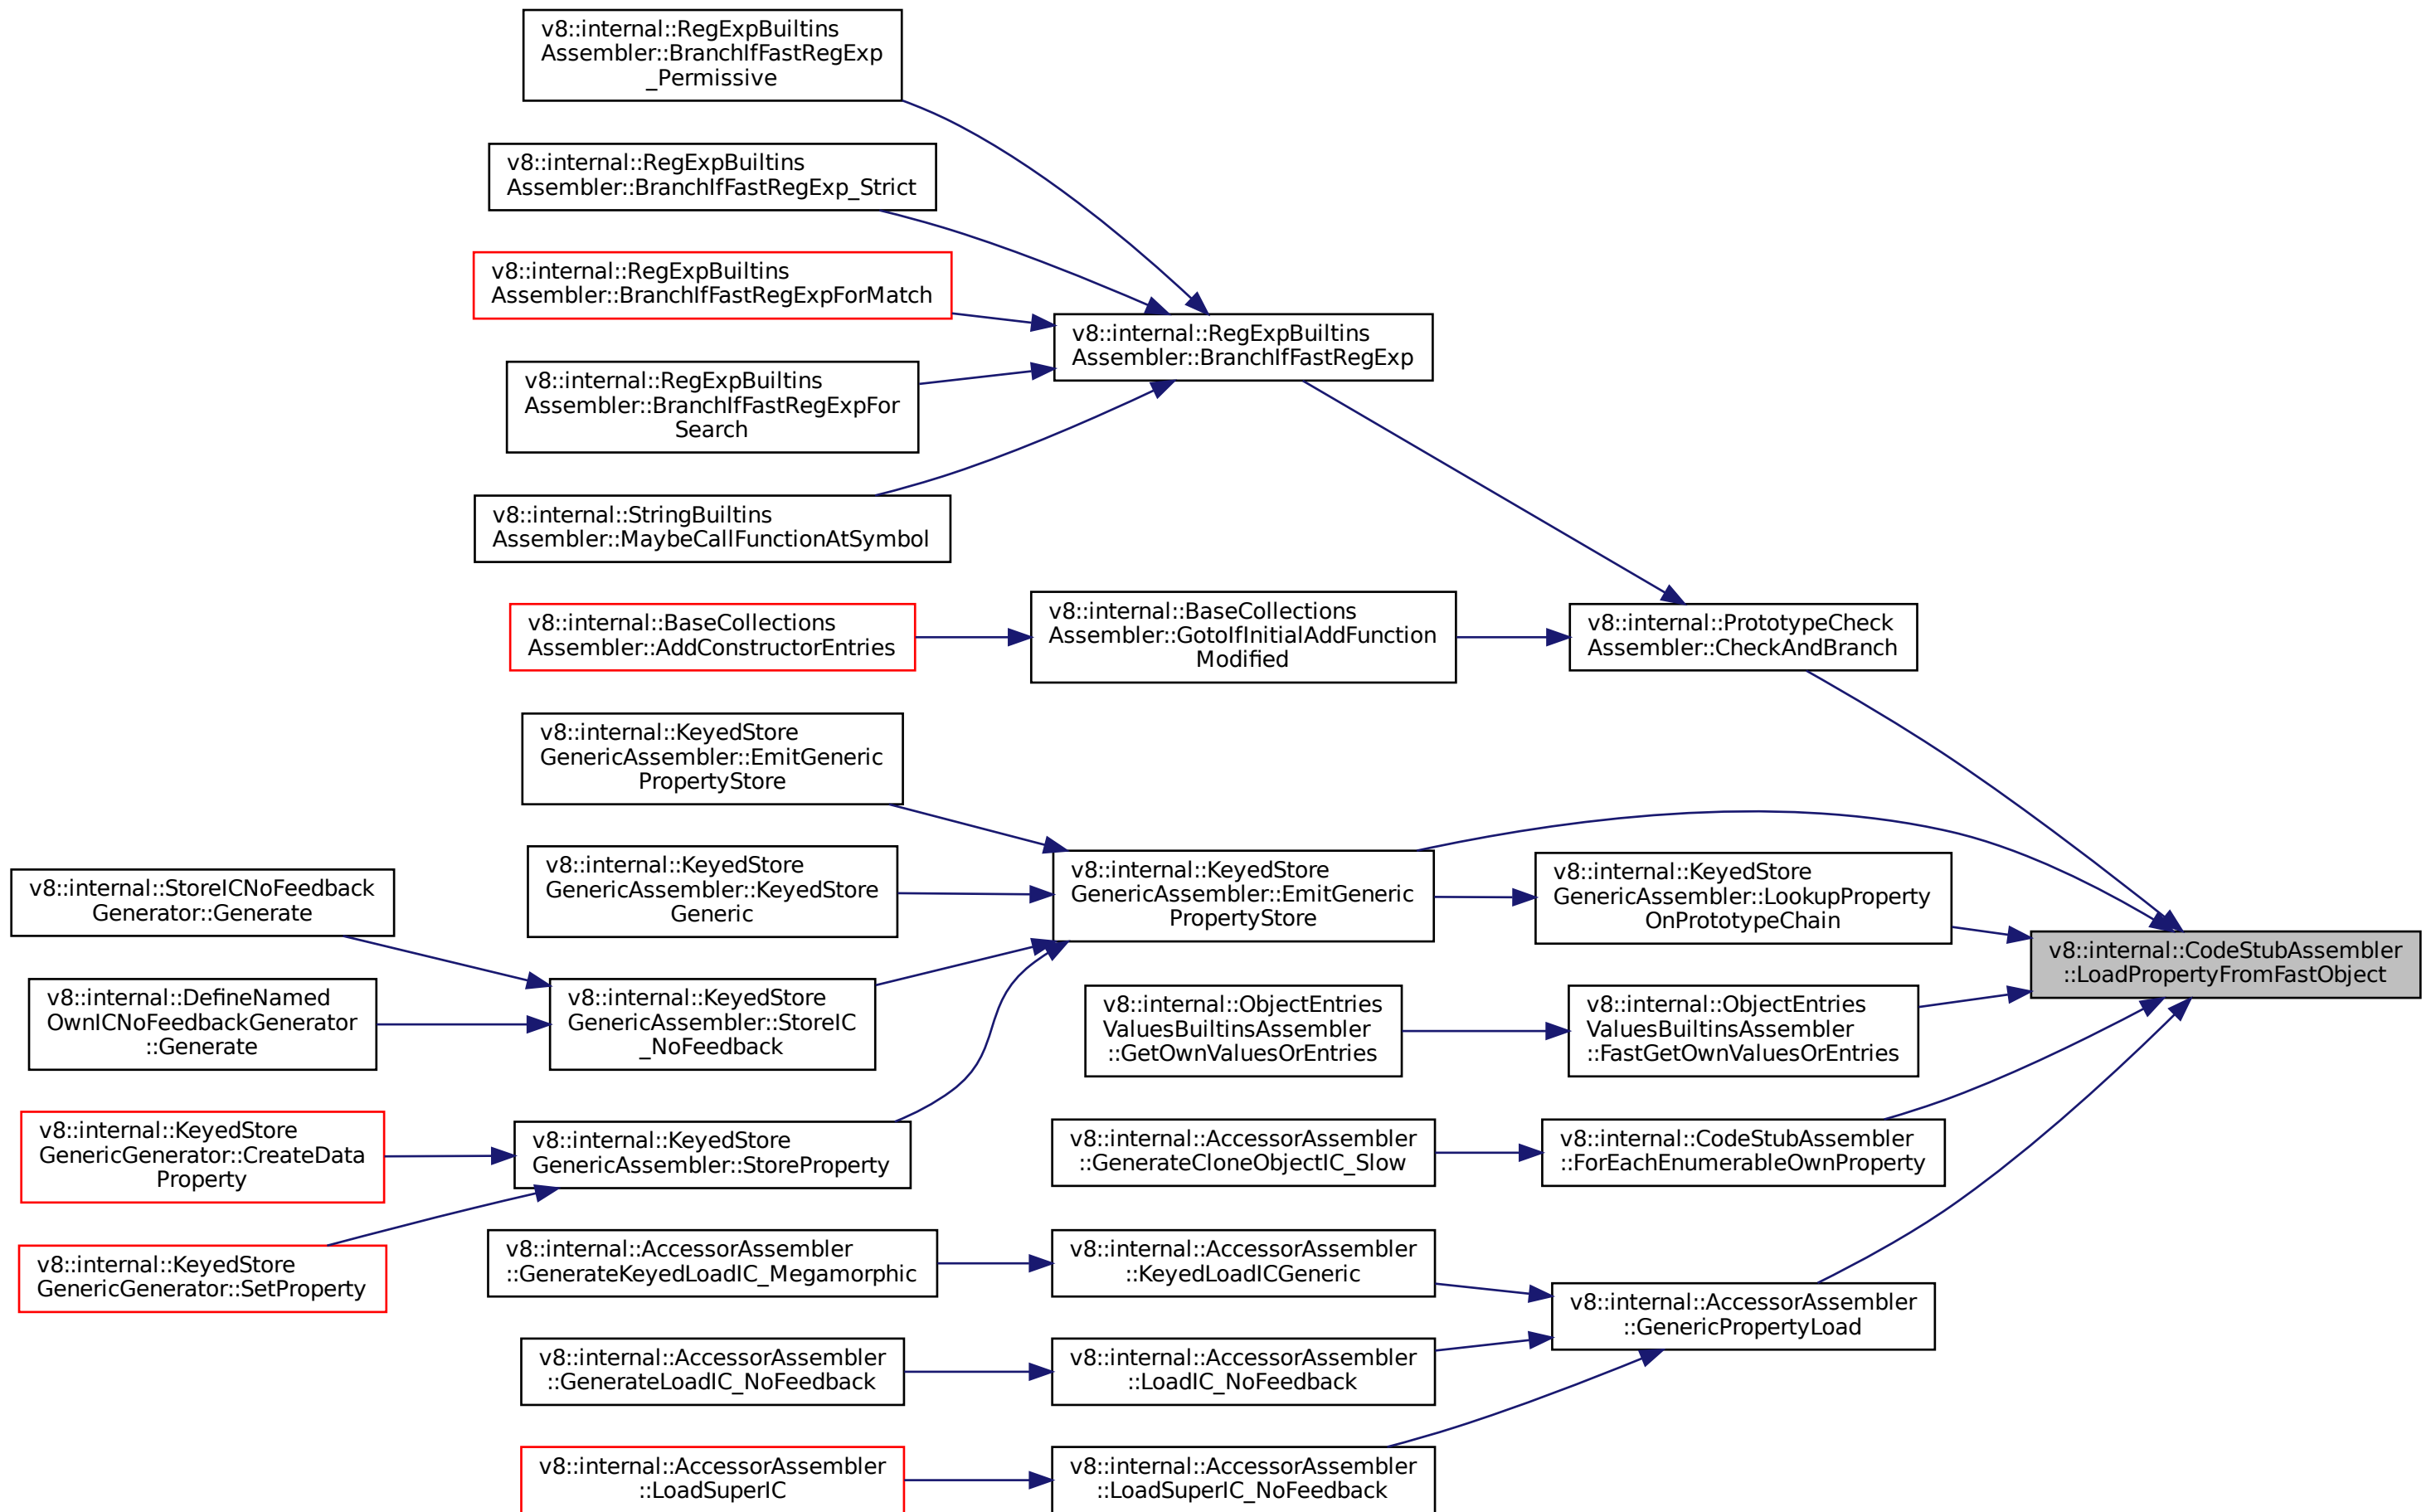 v8::internal::RegExpBuiltins
Assembler::BranchIfFastRegExp
_Permissive
v8::internal::RegExpBuiltins
Assembler::BranchIfFastRegExp_Strict
v8::internal::RegExpBuiltins
Assembler::BranchIfFastRegExpForMatch
v8::internal::RegExpBuiltins
Assembler::BranchIfFastRegExp
v8::internal::RegExpBuiltins
Assembler::BranchIfFastRegExpFor
Search
v8::internal::StringBuiltins
Assembler::MaybeCallFunctionAtSymbol
v8::internal::BaseCollections
Assembler::AddConstructorEntries
v8::internal::BaseCollections
Assembler::GotoIfInitialAddFunction
Modified
v8::internal::PrototypeCheck
Assembler::CheckAndBranch
v8::internal::KeyedStore
GenericAssembler::EmitGeneric
PropertyStore
v8::internal::KeyedStore
GenericAssembler::KeyedStore
Generic
v8::internal::KeyedStore
GenericAssembler::EmitGeneric
PropertyStore
v8::internal::KeyedStore
GenericAssembler::LookupProperty
OnPrototypeChain
v8::internal::StoreICNoFeedback
Generator::Generate
v8::internal::CodeStubAssembler
::LoadPropertyFromFastObject
v8::internal::DefineNamed
OwnICNoFeedbackGenerator
::Generate
v8::internal::KeyedStore
GenericAssembler::StoreIC
_NoFeedback
v8::internal::ObjectEntries
ValuesBuiltinsAssembler
::GetOwnValuesOrEntries
v8::internal::ObjectEntries
ValuesBuiltinsAssembler
::FastGetOwnValuesOrEntries
v8::internal::KeyedStore
GenericGenerator::CreateData
Property
v8::internal::KeyedStore
GenericAssembler::StoreProperty
v8::internal::AccessorAssembler
::GenerateCloneObjectIC_Slow
v8::internal::CodeStubAssembler
::ForEachEnumerableOwnProperty
v8::internal::KeyedStore
GenericGenerator::SetProperty
v8::internal::AccessorAssembler
::GenerateKeyedLoadIC_Megamorphic
v8::internal::AccessorAssembler
::KeyedLoadICGeneric
v8::internal::AccessorAssembler
::GenericPropertyLoad
v8::internal::AccessorAssembler
::GenerateLoadIC_NoFeedback
v8::internal::AccessorAssembler
::LoadIC_NoFeedback
v8::internal::AccessorAssembler
::LoadSuperIC
v8::internal::AccessorAssembler
::LoadSuperIC_NoFeedback